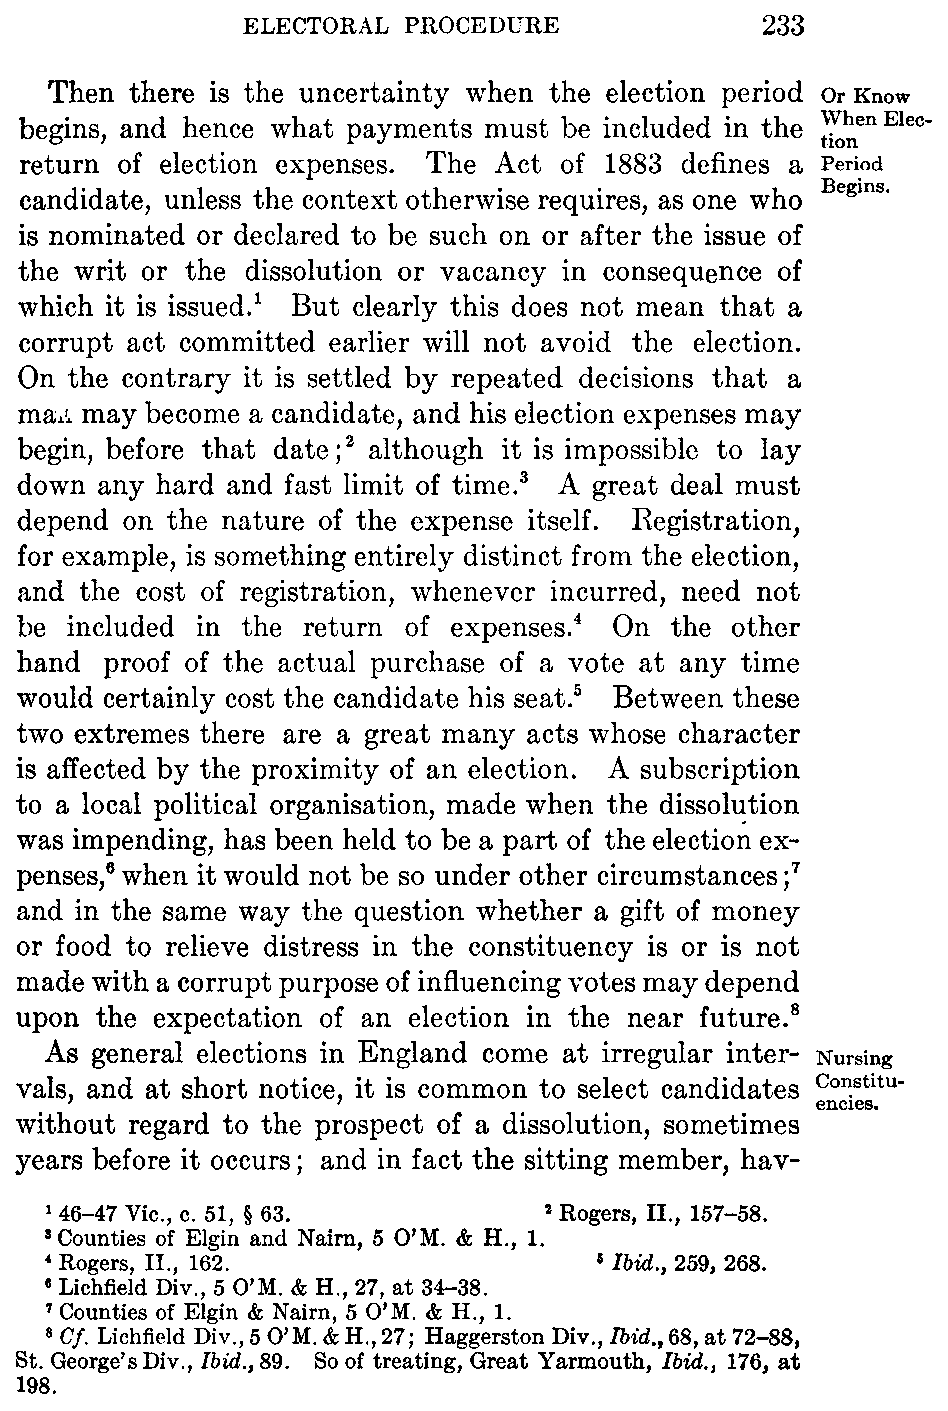 ELECTORAL PROCEDURE 233
Then there is the uncertainty when the election period
begins, and hence what payments must be included in the
return of election expenses. The Act of 1883 defines a
candidate, unless the context otherwise requires, as one who
is nominated or declared to be such on or after the issue of
the writ or the dissolution or vacancy in consequence of
which it is issued.¹ But clearly this does not mean that a
corrupt act committed earlier will not avoid the election.
On the contrary it is settled by repeated decisions that a
man may become a candidate, and his election expenses may
begin, before that date;² although it is impossible to lay
down any hard and fast limit of time.³ A great deal must
depend on the nature of the expense itself. Registration,
for example, is something entirely distinct from the election,
and the cost of registration, whenever incurred, need not
be included in the return of expenses.⁴ On the other
hand proof of the actual purchase of a vote at any time
would certainly cost the candidate his seat.⁵ Between these
two extremes there are a great many acts whose character
is affected by the proximity of an election. A subscription
to a local political organisation, made when the dissolution
was impending, has been held to be a part of the election ex-
penses,⁶ when it would not be so under other circumstances;⁷
and in the same way the question whether a gift of money
or food to relieve distress in the constituency is or is not
made with a corrupt purpose of influencing votes may depend
upon the expectation of an election in the near future.⁸
As general elections in England come at irregular inter-
vals, and at short notice, it is common to select candidates
without regard to the prospect of a dissolution, sometimes
years before it occurs; and in fact the sitting member, hav-
Or Know
When Elec-
tion
Period
Begins.
Nursing
Constitu-
encies.
¹ 46–47 Vic., c. 51, § 63. ² Rogers, II., 157–58.
³ Counties of Elgin and Nairn, 5 O'M. & H., 1.
⁴ Rogers, II., 162. ⁵ Ibid., 259, 268.
⁶ Lichfield Div., 5 O'M. & H., 27, at 34–38.
⁷ Counties of Elgin & Nairn, 5 O'M. & H., 1.
⁸ Cf. Lichfield Div., 5 O'M. & H., 27; Haggerston Div., Ibid., 68, at 72–88,
St. George's Div., Ibid., 89. So of treating, Great Yarmouth, Ibid., 176, at
198.